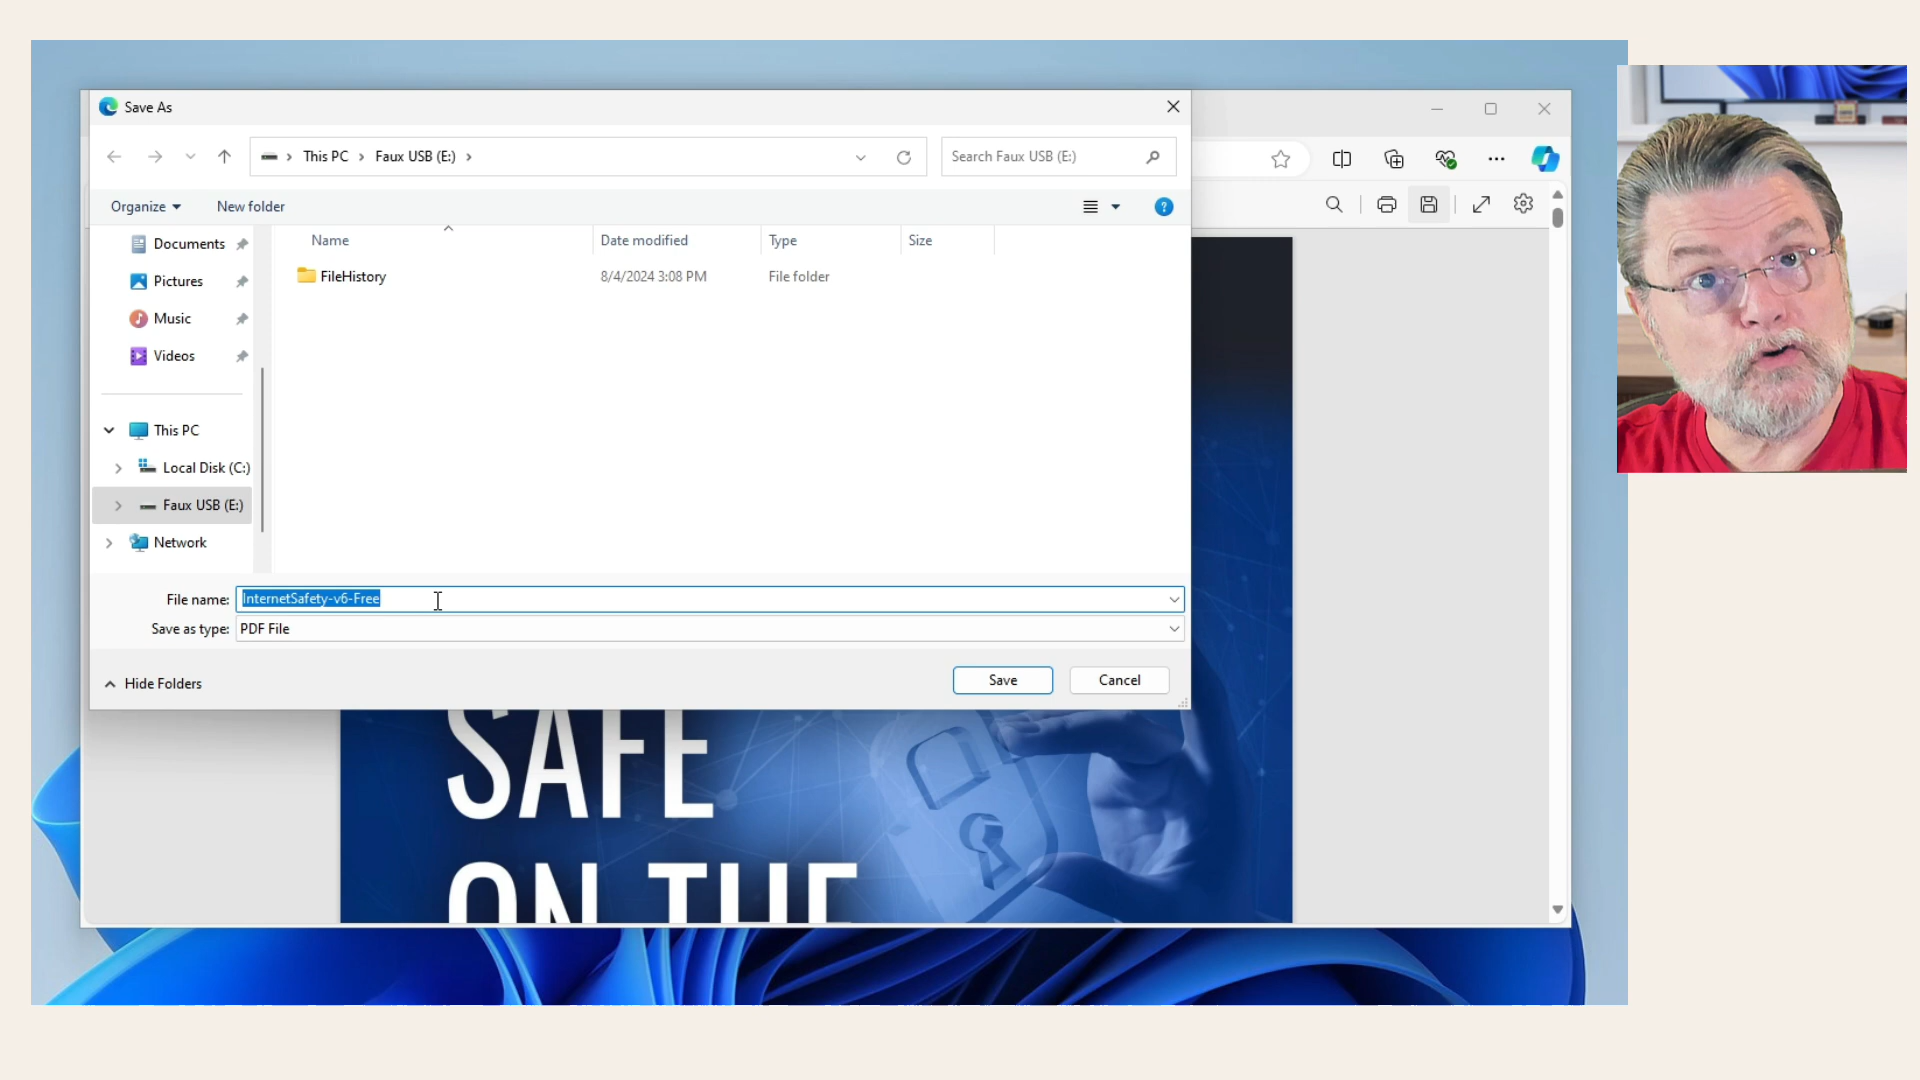 Save As
This PC
Faux USB (E:)
Search Faux USB (E:)
Organize
New folder
?
Name
Date modified
Type
Size
FileHistory
8/4/2024 3:08 PM
File folder
Documents
Pictures
Music
Videos
This PC
Local Disk (C:)
Faux USB (E:)
Network
File name:
InternetSafety-v6-Free
Save as type:
PDF File
Hide Folders
Save
Cancel
SAFE
ON THE